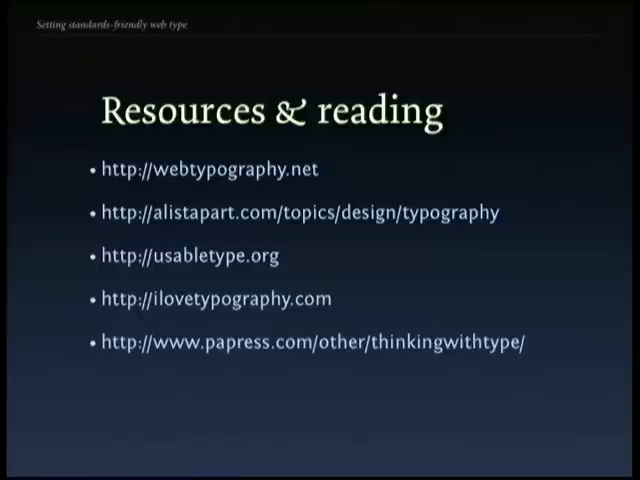 Setting standards-friendly web type
Resources & reading
• http://webtypography.net
• http://alistapart.com/topics/design/typography
• http://usabletype.org
• http://ilovetypography.com
• http://www.papress.com/other/thinkingwithtype/